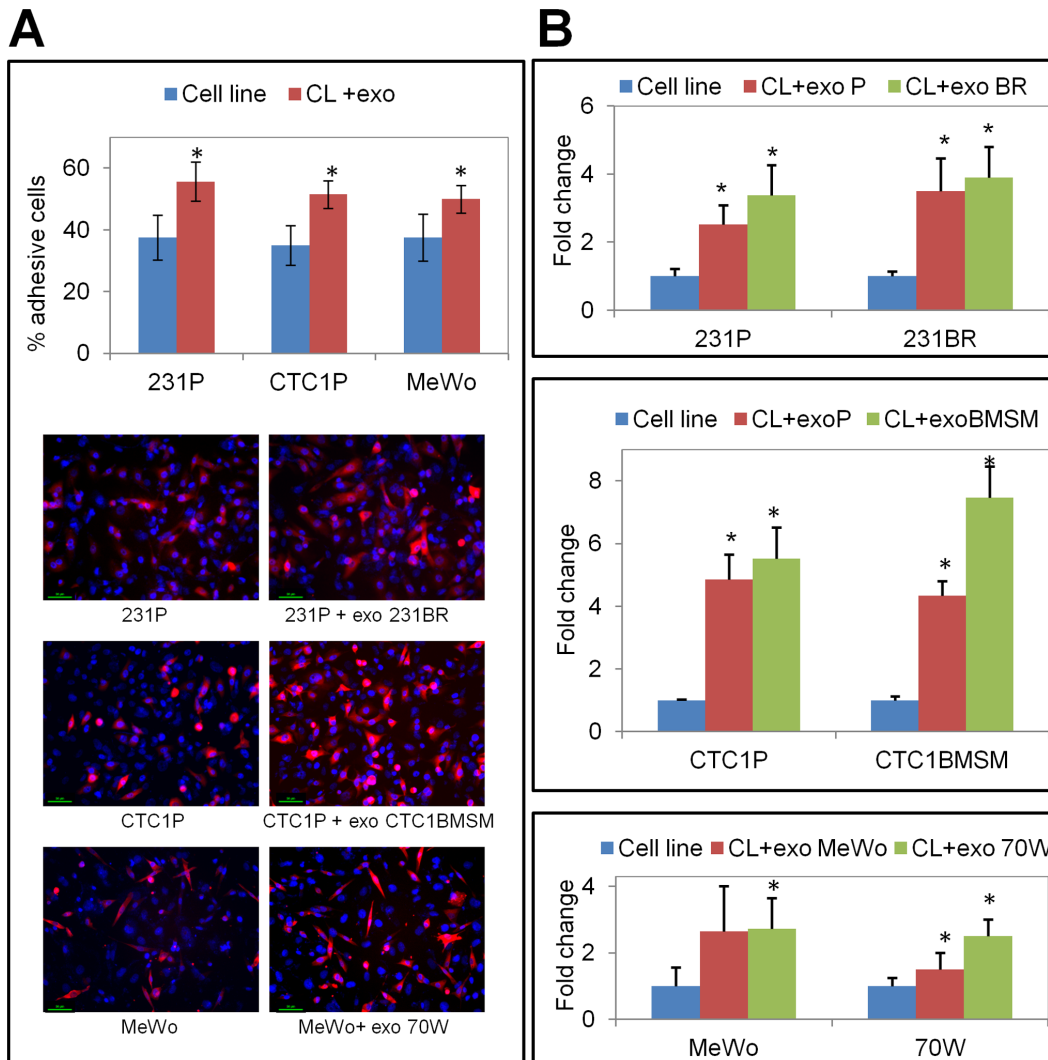 A
Cell line CL +exo
% adhesive cells
60
40
20
0
* * *
231P CTC1P MeWo
231P 231P + exo 231BR
CTC1P CTC1P + exo CTC1BMSM
MeWo MeWo+ exo 70W
B
Cell line CL+exo P CL+exo BR
Fold change
6
4
2
0
* * * *
231P 231BR
Cell line CL+exoP CL+exoBMSM
Fold change
8
6
4
2
0
* * * *
CTC1P CTC1BMSM
Cell line CL+exo MeWo CL+exo 70W
Fold change
4
2
0
* * *
MeWo 70W